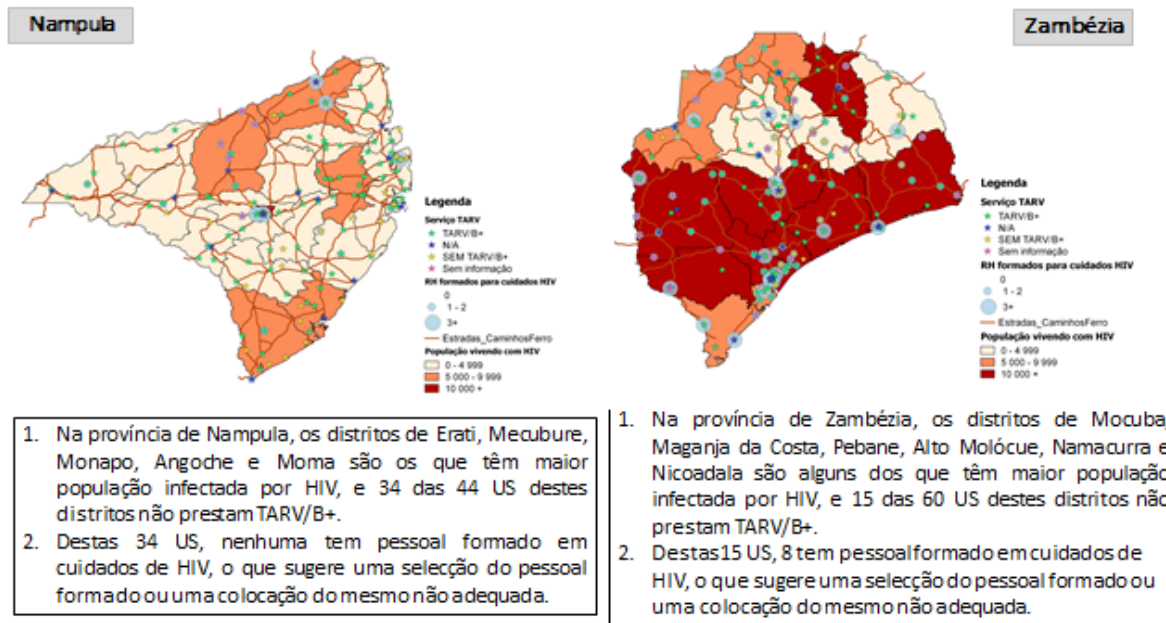 Nampula
Legenda
Serviço TARV
TARV/B+
N/A
SEM TARV/B+
Sem informação
RH formados para cuidados HIV
0
1 - 2
3+
Estradas_CaminhosFerro
População vivendo com HIV
0 - 4 999
5 000 - 9 999
10 000 +
1. Na província de Nampula, os distritos de Erati, Mecubure,
Monapo, Angoche e Moma são os que têm maior
população infectada por HIV, e 34 das 44 US destes
distritos não prestam TARV/B+.
2. Destas 34 US, nenhuma tem pessoal formado em
cuidados de HIV, o que sugere uma selecção do pessoal
formado ou uma colocação do mesmo não adequada.
Zambézia
Legenda
Serviço TARV
TARV/B+
N/A
SEM TARV/B+
Sem informação
RH formados para cuidados HIV
0
1 - 2
3+
Estradas_CaminhosFerro
População vivendo com HIV
0 - 4 999
5 000 - 9 999
10 000 +
1. Na província de Zambézia, os distritos de Mocuba,
Maganja da Costa, Pebane, Alto Molócue, Namacurra e
Nicoadala são alguns dos que têm maior população
infectada por HIV, e 15 das 60 US destes distritos não
prestam TARV/B+.
2. Destas15 US, 8 tem pessoal formado em cuidados de
HIV, o que sugere uma selecção do pessoal formado ou
uma colocação do mesmo não adequada.